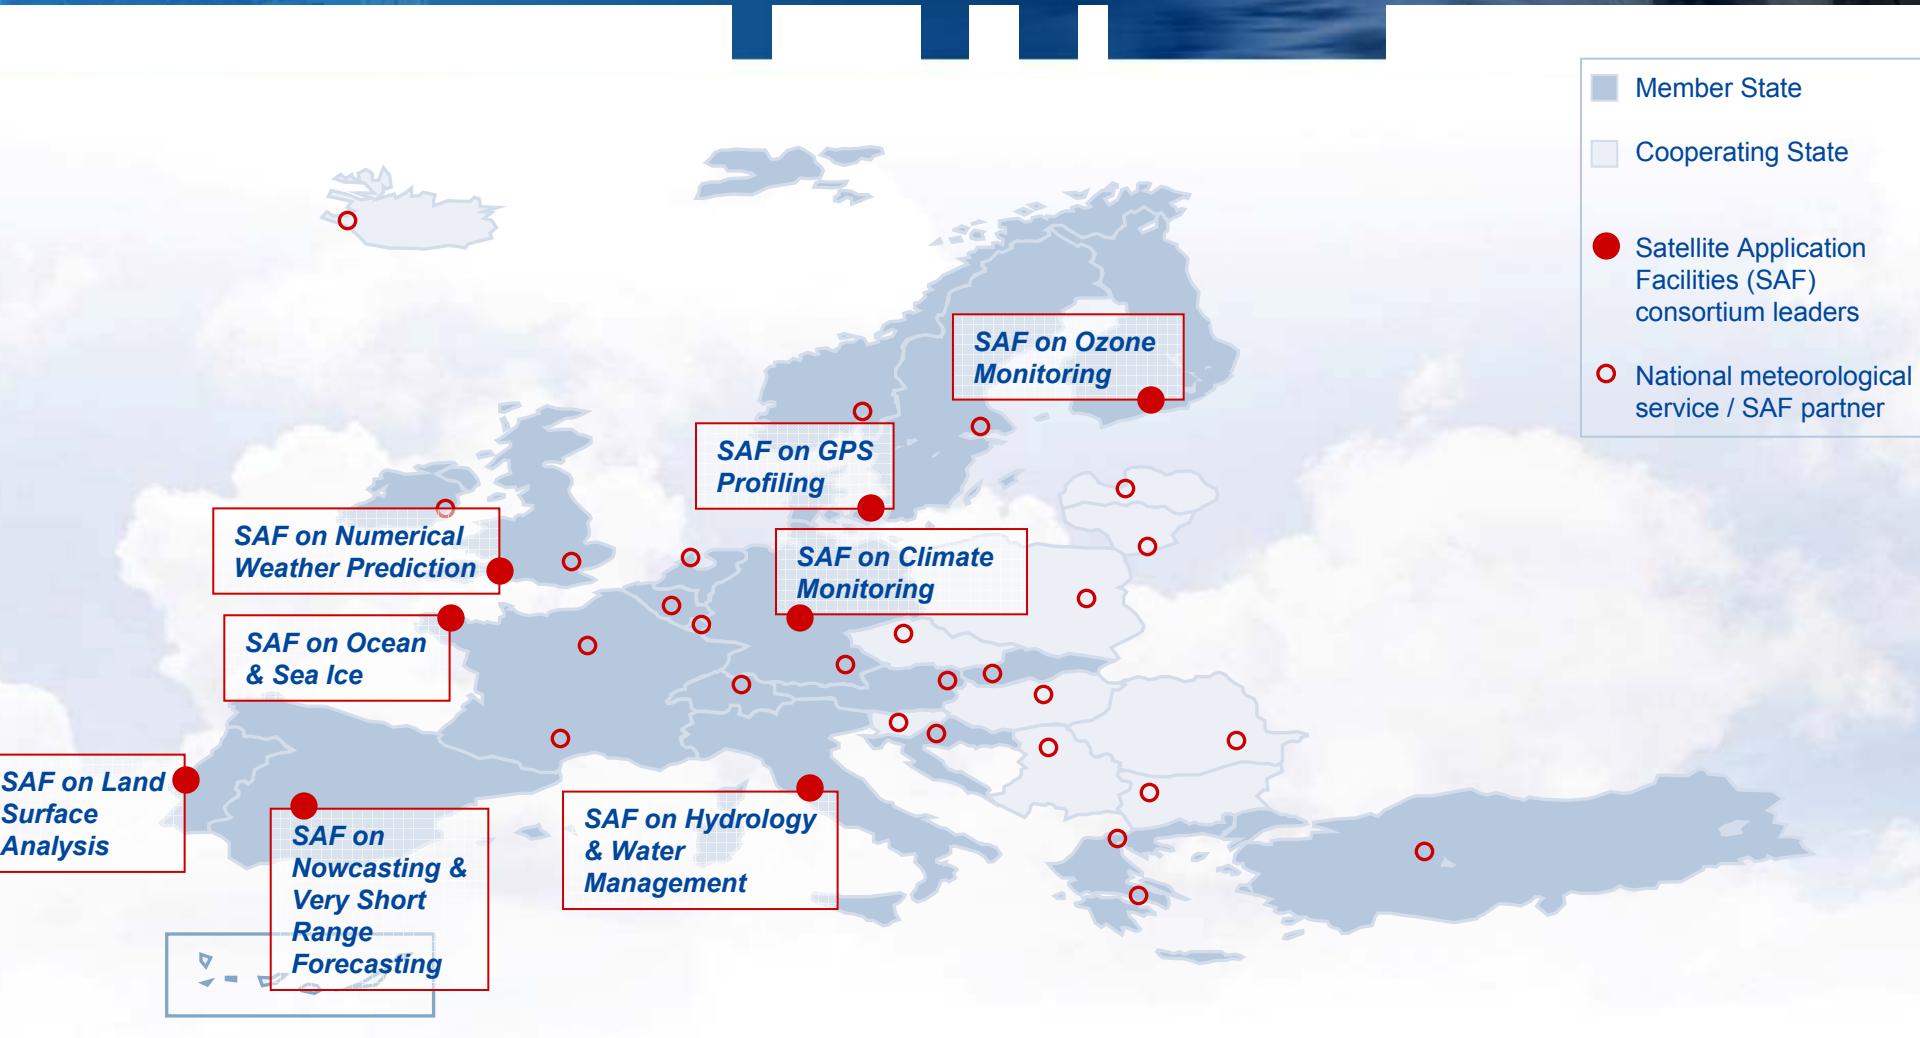 Member State
Cooperating State
Satellite Application
Facilities (SAF)
consortium leaders
National meteorological
service / SAF partner
SAF on Ozone
Monitoring
SAF on GPS
Profiling
SAF on Numerical
Weather Prediction
SAF on Climate
Monitoring
SAF on Ocean
& Sea Ice
SAF on Land
Surface
Analysis
SAF on
Nowcasting &
Very Short
Range
Forecasting
SAF on Hydrology
& Water
Management